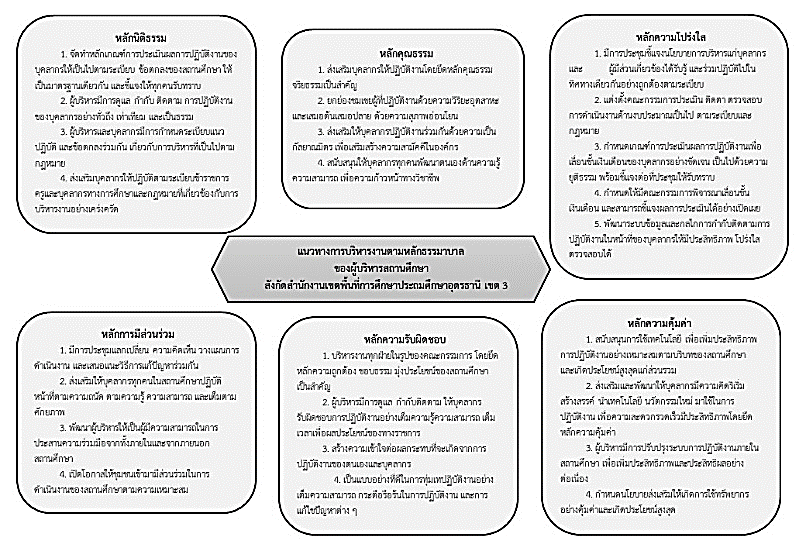 หลักนิติธรรม
1. จัดทำหลักเกณฑ์การประเมินผลการปฏิบัติงานของ
บุคลากรให้เป็นไปตามระเบียบ ข้อตกลงของสถานศึกษา ให้
เป็นมาตรฐานเดียวกัน และชี้แจงให้ทุกคนรับทราบ
2. ผู้บริหารมีการดูแล กำกับ ติดตาม การปฏิบัติงาน
ของบุคลากรอย่างทั่วถึง เท่าเทียม และเป็นธรรม
3. ผู้บริหารและบุคลากรมีการกำหนดระเบียบแนว
ปฏิบัติ และข้อตกลงร่วมกัน เกี่ยวกับการบริหารที่เป็นไปตาม
กฎหมาย
4. ส่งเสริมบุคลากรให้ปฏิบัติตามระเบียบข้าราชการ
ครูและบุคลากรทางการศึกษาและกฎหมายที่เกี่ยวข้องกับการ
บริหารงานอย่างเคร่งครัด
หลักคุณธรรม
1. ส่งเสริมบุคลากรให้ปฏิบัติงานโดยยึดหลักคุณธรรม
จริยธรรมเป็นสำคัญ
2. ยกย่องชมเชยผู้ที่ปฏิบัติงานด้วยความวิริยะอุตสาหะ
และเสมอต้นเสมอปลาย ด้วยความสุภาพอ่อนโยน
3. ส่งเสริมให้บุคลากรปฏิบัติงานร่วมกันด้วยความเป็น
กัลยาณมิตร เพื่อเสริมสร้างความสามัคคีในองค์กร
4. สนับสนุนให้บุคลากรทุกคนพัฒนาตนเองด้านความรู้
ความสามารถ เพื่อความก้าวหน้าทางวิชาชีพ
หลักความโปร่งใส
1. มีการประชุมชี้แจงนโยบายการบริหารแก่บุคลากร
และ ผู้มีส่วนเกี่ยวข้องได้รับรู้ และร่วมปฏิบัติไปใน
ทิศทางเดียวกันอย่างถูกต้องตามระเบียบ
2. แต่งตั้งคณะกรรมการประเมิน ติดตา ตรวจสอบ
การดำเนินงานด้านงบประมาณเป็นไป ตามระเบียบและ
กฎหมาย
3. กำหนดเกณฑ์การประเมินผลการปฏิบัติงานเพื่อ
เลื่อนขั้นเงินเดือนของบุคลากรอย่างชัดเจน เป็นไปด้วยความ
ยุติธรรม พร้อมชี้แจงต่อที่ประชุมให้รับทราบ
4. กำหนดให้มีคณะกรรมการพิจารณาเลื่อนขั้น
เงินเดือน และสามารถชี้แจงผลการประเมินได้อย่างเปิดเผย
5. พัฒนาระบบข้อมูลและกลไกการกำกับติดตามการ
ปฏิบัติงานในหน้าที่ของบุคลากรให้มีประสิทธิภาพ โปร่งใส
ตรวจสอบได้
แนวทางการบริหารงานตามหลักธรรมาบาล
ของผู้บริหารสถานศึกษา
สังกัดสำนักงานเขตพื้นที่การศึกษาประถมศึกษาอุดรธานี เขต 3
หลักการมีส่วนร่วม
1. มีการประชุมแลกเปลี่ยน ความคิดเห็น วางแผนการ
ดำเนินงาน และเสนอแนะวิธีการแก้ปัญหาร่วมกัน
2. ส่งเสริมให้บุคลากรทุกคนในสถานศึกษาปฏิบัติ
หน้าที่ตามความถนัด ตามความรู้ ความสามารถ และเต็มตาม
ศักยภาพ
3. พัฒนาผู้บริหารให้เป็นผู้มีความสามารถในการ
ประสานความร่วมมือจากทั้งภายในและจากภายนอก
สถานศึกษา
4. เปิดโอกาสให้ชุมชนเข้ามามีส่วนร่วมในการ
ดำเนินงานของสถานศึกษาตามความเหมาะสม
หลักความรับผิดชอบ
1. บริหารงานทุกฝ่ายในรูปของคณะกรรมการ โดยยึด
หลักความถูกต้อง ชอบธรรม มุ่งประโยชน์ของสถานศึกษา
เป็นสำคัญ
2. ผู้บริหารมีการดูแล กำกับติดตาม ให้บุคลากร
รับผิดชอบการปฏิบัติงานอย่างเต็มความรู้ความสามารถ เต็ม
เวลาเพื่อผลประโยชน์ของทางราชการ
3. สร้างความเข้าใจต่อผลกระทบที่จะเกิดจากการ
ปฏิบัติงานของตนเองและบุคลากร
4. เป็นแบบอย่างที่ดีในการทุ่มเทปฏิบัติงานอย่าง
เต็มความสามารถ กระตือรือร้นในการปฏิบัติงาน และการ
แก้ไขปัญหาต่าง ๆ
หลักความคุ้มค่า
1. สนับสนุนการใช้เทคโนโลยี เพื่อเพิ่มประสิทธิภาพ
การปฏิบัติงานอย่างเหมาะสมตามบริบทของสถานศึกษา
และเกิดประโยชน์สูงสุดแก่ส่วนรวม
2. ส่งเสริมและพัฒนาให้บุคลากรมีความคิดริเริ่ม
สร้างสรรค์ นำเทคโนโลยี นวัตกรรมใหม่ มาใช้ในการ
ปฏิบัติงาน เพื่อความสะดวกรวดเร็วมีประสิทธิภาพโดยยึด
หลักความคุ้มค่า
3. ผู้บริหารมีการปรับปรุงระบบการปฏิบัติงานภายใน
สถานศึกษา เพื่อเพิ่มประสิทธิภาพและประสิทธิผลอย่าง
ต่อเนื่อง
4. กำหนดนโยบายส่งเสริมให้เกิดการใช้ทรัพยากร
อย่างคุ้มค่าและเกิดประโยชน์สูงสุด